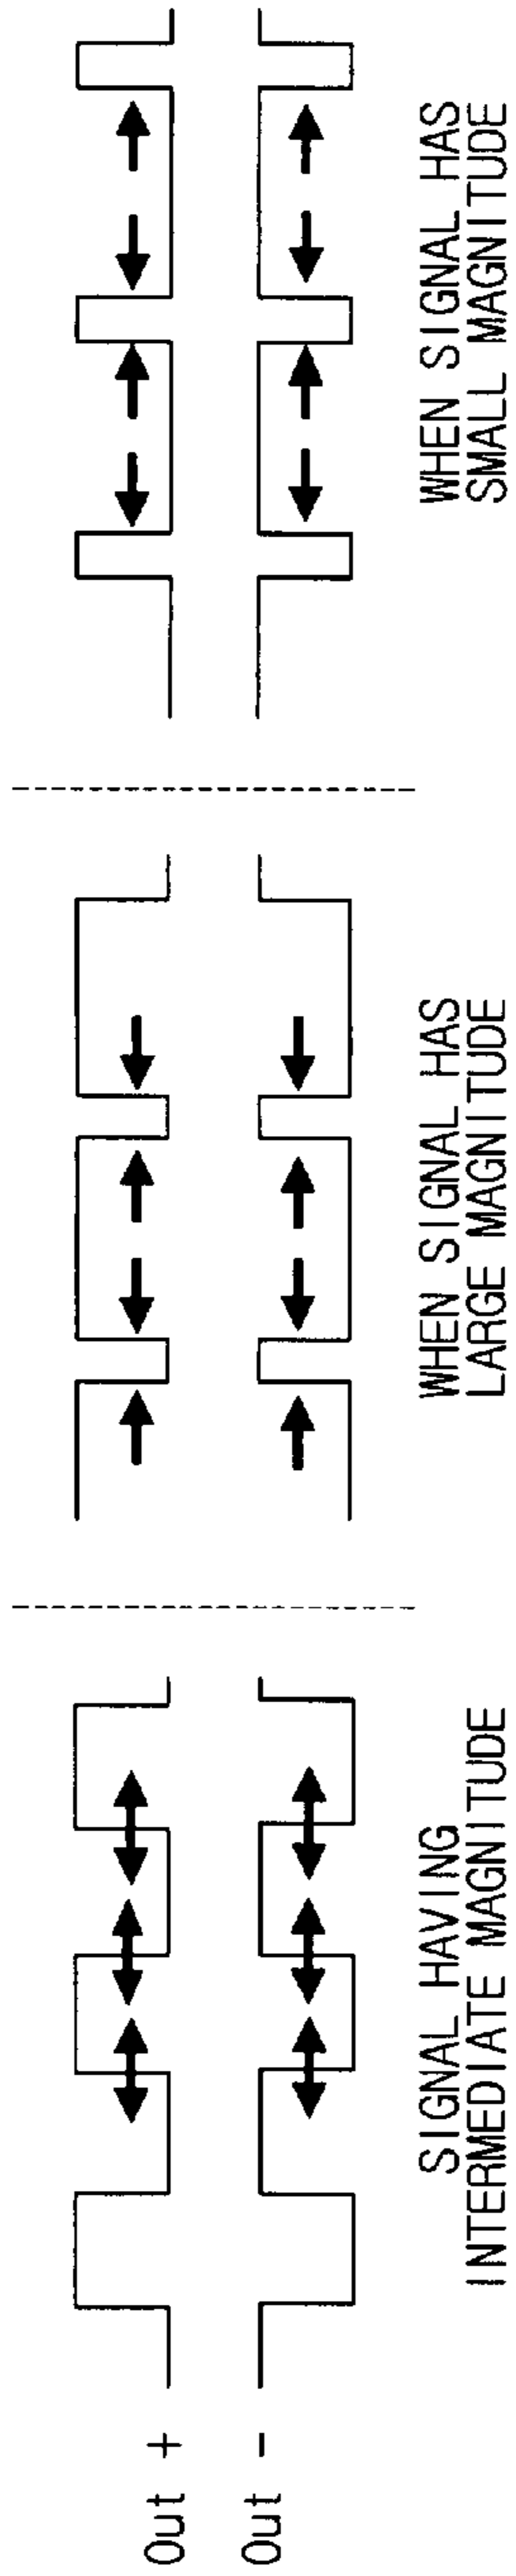 Out +
Out -
SIGNAL HAVING
INTERMEDIATE MAGNITUDE
WHEN SIGNAL HAS
LARGE MAGNITUDE
WHEN SIGNAL HAS
SMALL MAGNITUDE